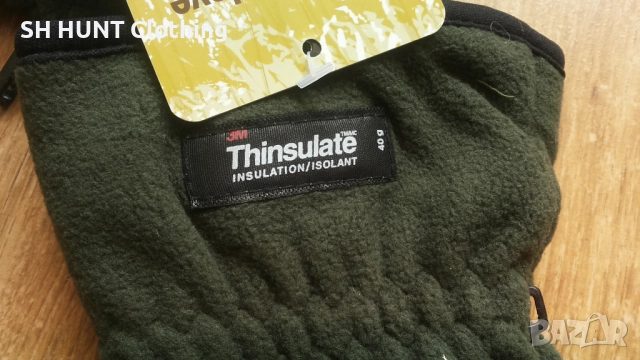 SH HUNT Clothing
3M
Thinsulate TM/MC
INSULATION/ISOLANT
40 g
BAZAR